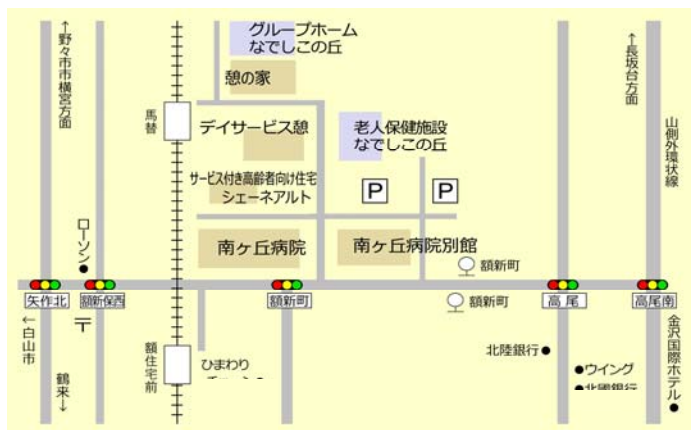 ↑野々市市横宮方面
グループホーム
なでしこの丘
憩の家
馬替
デイサービス憩
老人保健施設
なでしこの丘
↑長坂台方面
山側外環状線
サービス付き高齢者向け住宅
シェーネアルト
P
P
ローソン
南ヶ丘病院
南ヶ丘病院別館
額新町
矢作北
額新保西
額新町
額新町
高尾
高尾南
〒
←白山市
鶴来↓
額住宅前
ひまわり
北陸銀行
ウイング
北國銀行
金沢国際ホテル